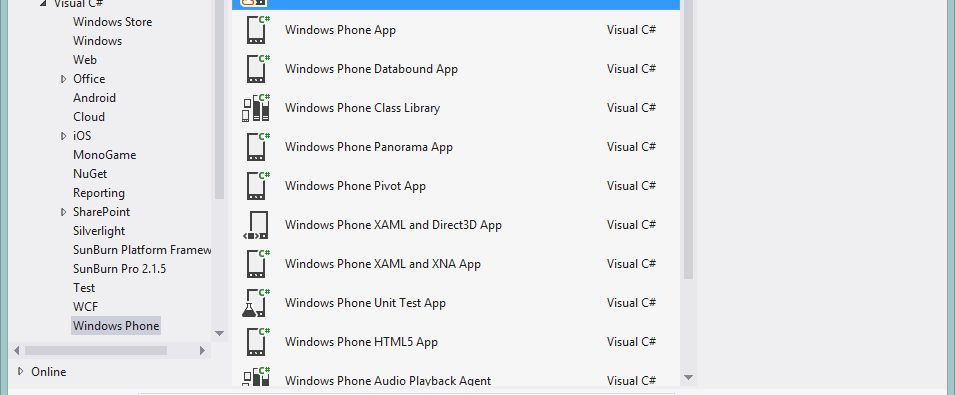 Visual C#
Windows Store
Windows
Web
Office
Android
Cloud
iOS
MonoGame
NuGet
Reporting
SharePoint
Silverlight
SunBurn Platform Framew
SunBurn Pro 2.1.5
Test
WCF
Windows Phone
Online
C# Windows Phone App Visual C#
C# Windows Phone Databound App Visual C#
C# Windows Phone Class Library Visual C#
C# Windows Phone Panorama App Visual C#
C# Windows Phone Pivot App Visual C#
Windows Phone XAML and Direct3D App Visual C#
C# Windows Phone XAML and XNA App Visual C#
C# Windows Phone Unit Test App Visual C#
C# Windows Phone HTML5 App Visual C#
C# Windows Phone Audio Playback Agent Visual C#